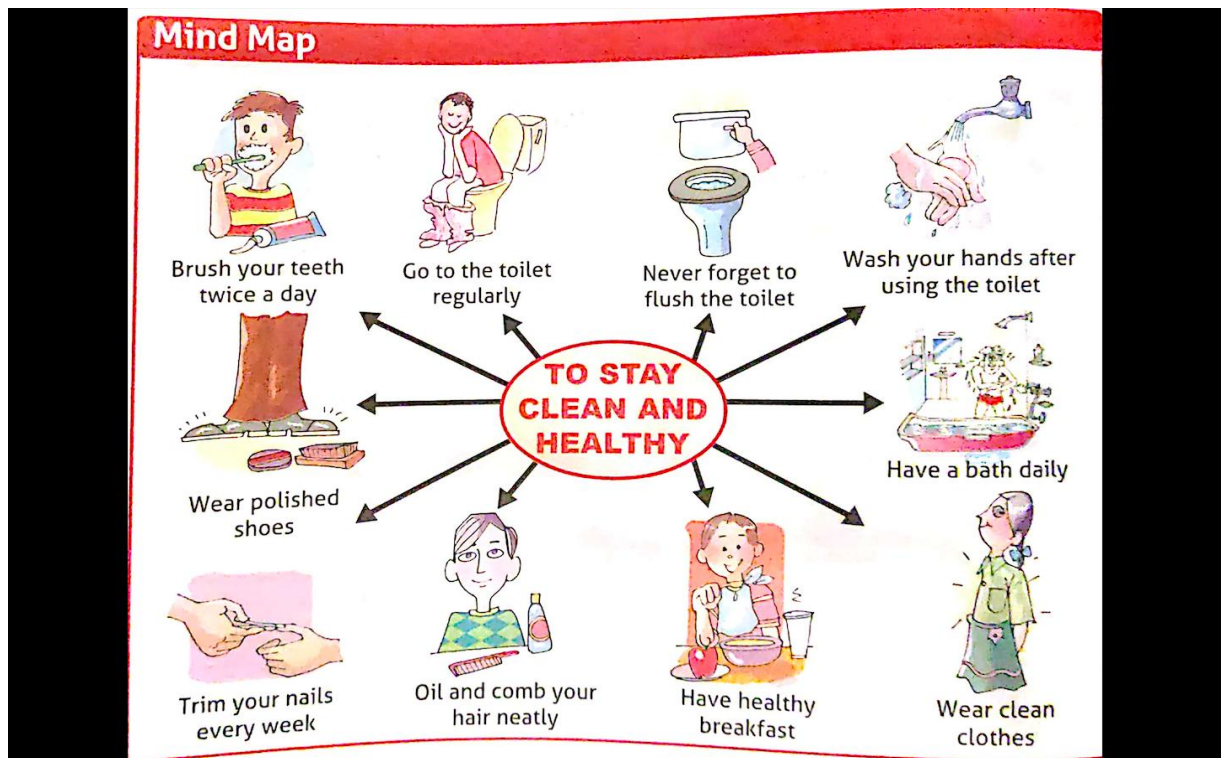 Mind Map
Brush your teeth
twice a day
Go to the toilet
regularly
Never forget to
flush the toilet
Wash your hands after
using the toilet
TO STAY
CLEAN AND
HEALTHY
Wear polished
shoes
Have a bath daily
Trim your nails
every week
Oil and comb your
hair neatly
Have healthy
breakfast
Wear clean
clothes